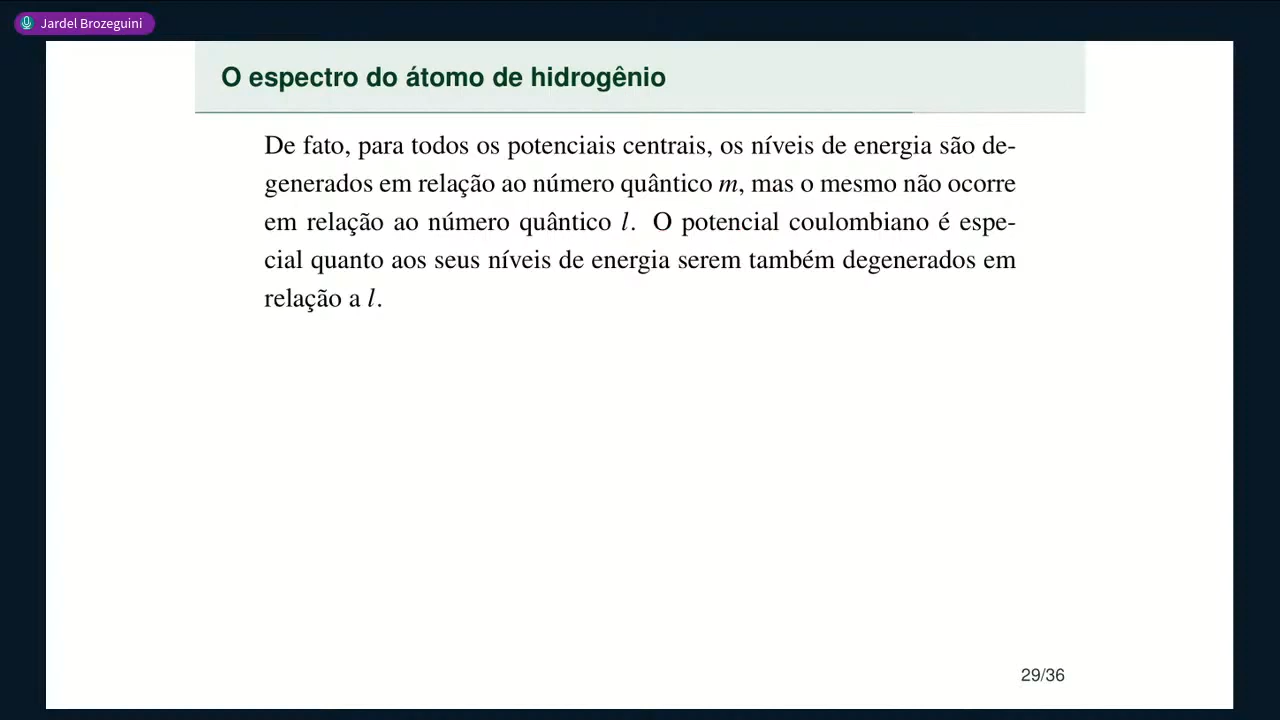 Jardel Brozeguini
O espectro do átomo de hidrogênio
De fato, para todos os potenciais centrais, os níveis de energia são de-
generados em relação ao número quântico m, mas o mesmo não ocorre
em relação ao número quântico l. O potencial coulombiano é espe-
cial quanto aos seus níveis de energia serem também degenerados em
relação a l.
29/36